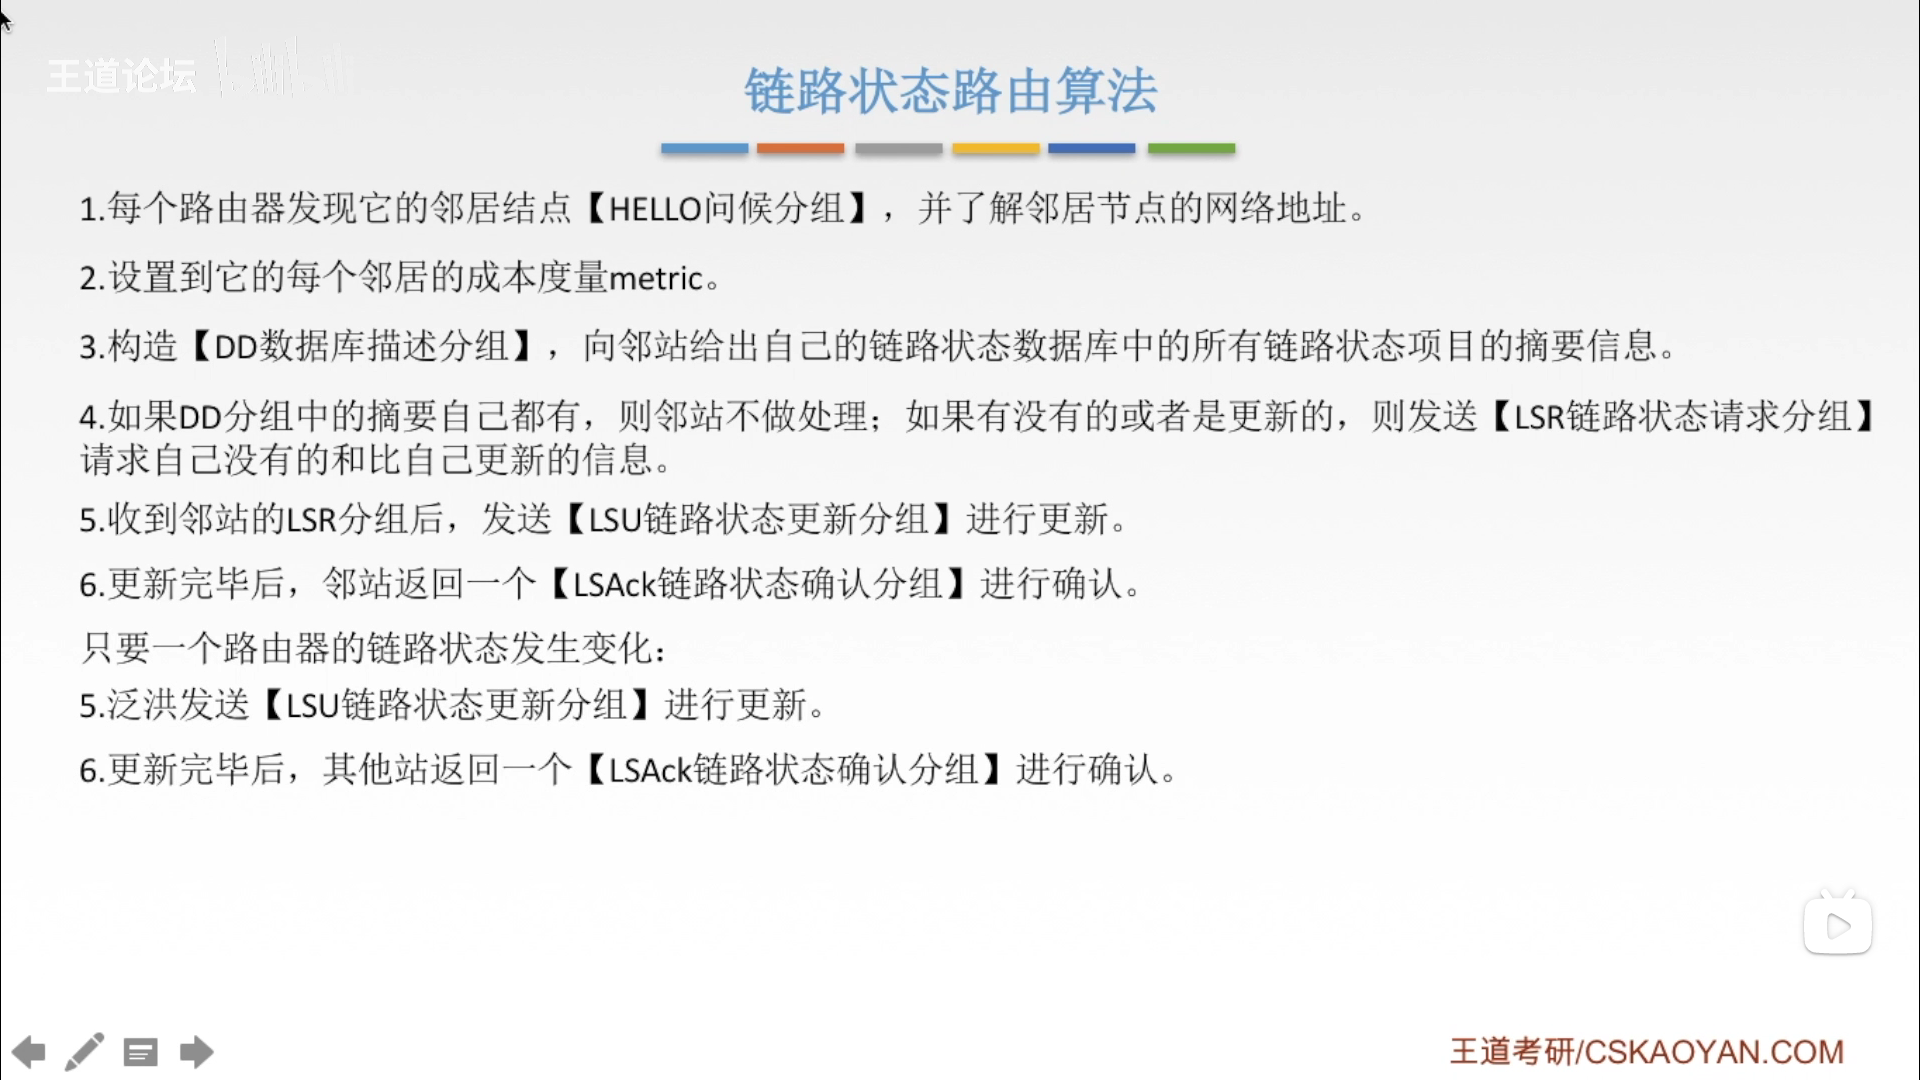 王道论坛
链路状态路由算法
1.每个路由器发现它的邻居结点【HELLO问候分组】，并了解邻居节点的网络地址。
2.设置到它的每个邻居的成本度量metric。
3.构造【DD数据库描述分组】，向邻站给出自己的链路状态数据库中的所有链路状态项目的摘要信息。
4.如果DD分组中的摘要自己都有，则邻站不做处理；如果有没有的或者是更新的，则发送【LSR链路状态请求分组】
请求自己没有的和比自己更新的信息。
5.收到邻站的LSR分组后，发送【LSU链路状态更新分组】进行更新。
6.更新完毕后，邻站返回一个【LSAck链路状态确认分组】进行确认。
只要一个路由器的链路状态发生变化：
5.泛洪发送【LSU链路状态更新分组】进行更新。
6.更新完毕后，其他站返回一个【LSAck链路状态确认分组】进行确认。
王道考研/CSKAOYAN.COM